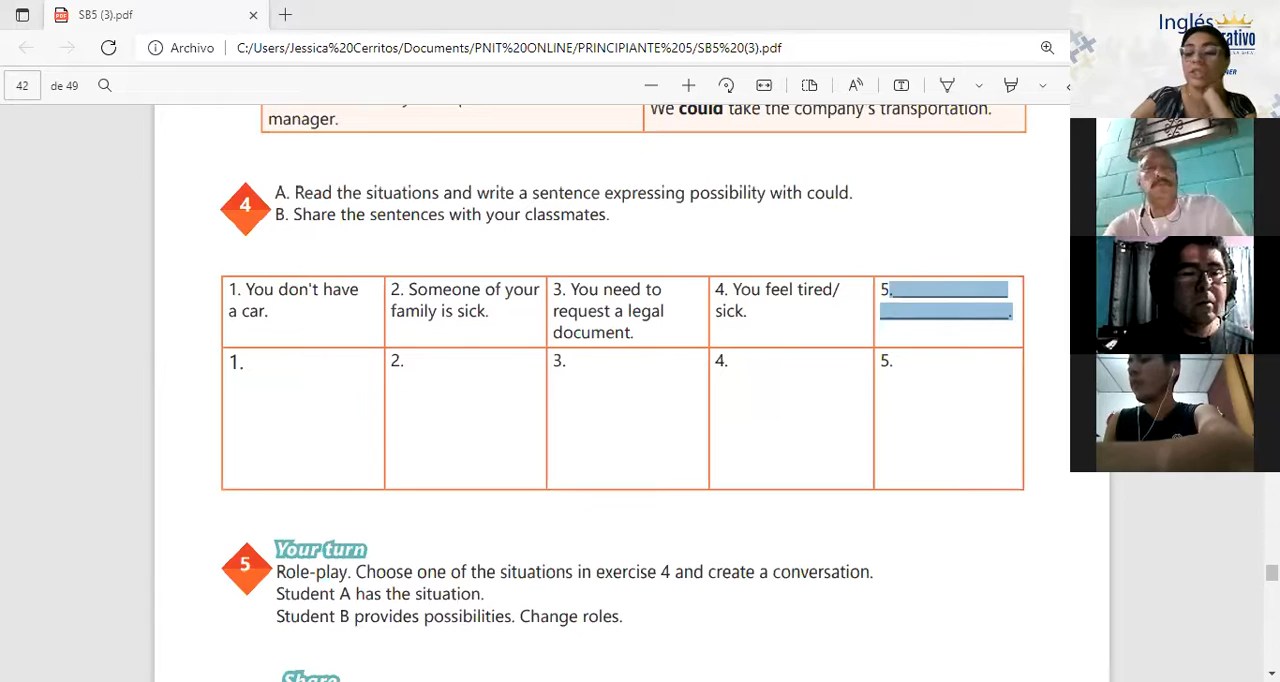 SB5 (3).pdf
Archivo C:/Users/Jessica%20Cerritos/Documents/PNIT%20ONLINE/PRINCIPIANTE%205/SB5%20(3).pdf
42 de 49
manager.
We could take the company's transportation.
4 A. Read the situations and write a sentence expressing possibility with could.
B. Share the sentences with your classmates.
1. You don't have
a car.
2. Someone of your
family is sick.
3. You need to
request a legal
document.
4. You feel tired/
sick.
5.
1.
2.
3.
4.
5.
5 Your turn
Role-play. Choose one of the situations in exercise 4 and create a conversation.
Student A has the situation.
Student B provides possibilities. Change roles.
Share
Inglés